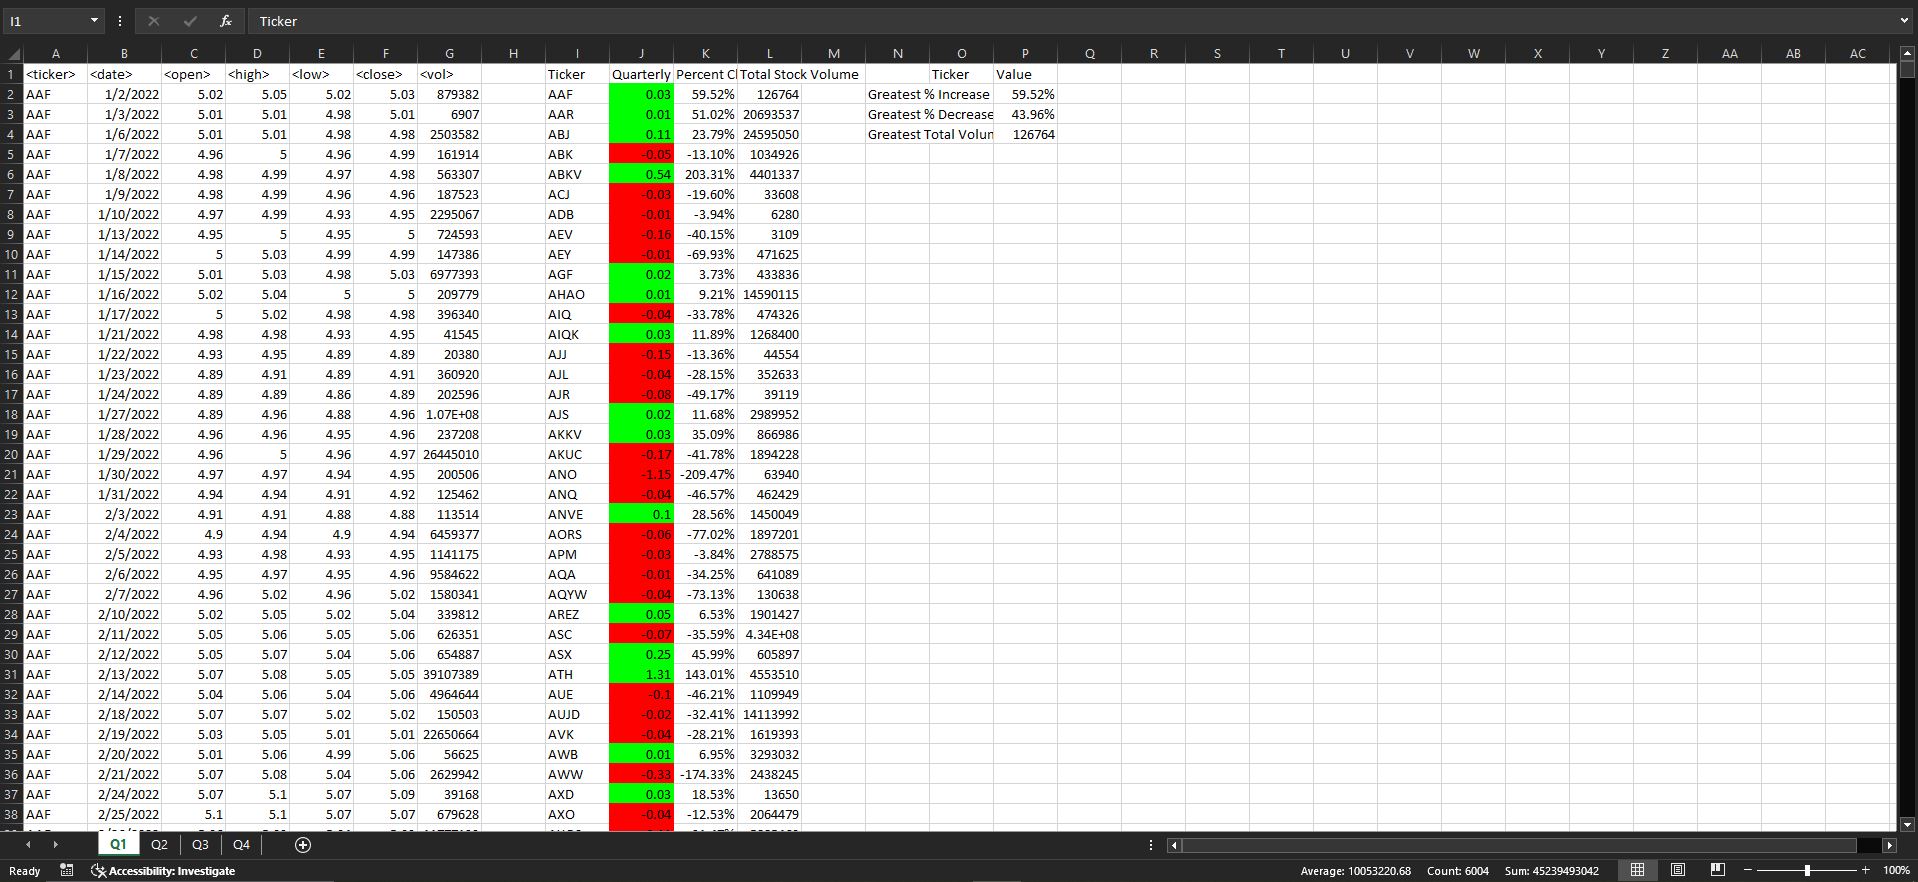 I1 Ticker
A B C D E F G H I J K L M N O P Q R S T U V W X Y Z AA AB AC
1 <ticker> <date> <open> <high> <low> <close> <vol> Ticker Quarterly Percent Cl Total Stock Volume Ticker Value
2 AAF 1/2/2022 5.02 5.05 5.02 5.03 879382 AAF 0.03 59.52% 126764 Greatest % Increase 59.52%
3 AAF 1/3/2022 5.01 5.01 4.98 5.01 6907 AAR 0.01 51.02% 20693537 Greatest % Decrease 43.96%
4 AAF 1/6/2022 5.01 5.01 4.98 4.98 2503582 ABJ 0.11 23.79% 24595050 Greatest Total Volun 126764
5 AAF 1/7/2022 4.96 5 4.96 4.99 161914 ABK -0.05 -13.10% 1034926
6 AAF 1/8/2022 4.98 4.99 4.97 4.98 563307 ABKV 0.54 203.31% 4401337
7 AAF 1/9/2022 4.98 4.99 4.96 4.96 187523 ACJ -0.03 -19.60% 33608
8 AAF 1/10/2022 4.97 4.99 4.93 4.95 2295067 ADB -0.01 -3.94% 6280
9 AAF 1/13/2022 4.95 5 4.95 5 724593 AEV -0.16 -40.15% 3109
10 AAF 1/14/2022 5 5.03 4.99 4.99 147386 AEY -0.01 -69.93% 471625
11 AAF 1/15/2022 5.01 5.03 4.98 5.03 6977393 AGF 0.02 3.73% 433836
12 AAF 1/16/2022 5.02 5.04 5 5 209779 AHAO 0.01 9.21% 14590115
13 AAF 1/17/2022 5 5.02 4.98 4.98 396340 AIQ -0.04 -33.78% 474326
14 AAF 1/21/2022 4.98 4.98 4.93 4.95 41545 AIQK 0.03 11.89% 1268400
15 AAF 1/22/2022 4.93 4.95 4.89 4.89 20380 AJJ -0.15 -13.36% 44554
16 AAF 1/23/2022 4.89 4.91 4.89 4.91 360920 AJL -0.04 -28.15% 352633
17 AAF 1/24/2022 4.89 4.89 4.86 4.89 202596 AJR -0.08 -49.17% 39119
18 AAF 1/27/2022 4.89 4.96 4.88 4.96 1.07E+08 AJS 0.02 11.68% 2989952
19 AAF 1/28/2022 4.96 4.96 4.95 4.96 237208 AKKV 0.03 35.09% 866986
20 AAF 1/29/2022 4.96 5 4.96 4.97 26445010 AKUC -0.17 -41.78% 1894228
21 AAF 1/30/2022 4.97 4.97 4.94 4.95 200506 ANO -1.15 -209.47% 63940
22 AAF 1/31/2022 4.94 4.94 4.91 4.92 125462 ANQ -0.04 -46.57% 462429
23 AAF 2/3/2022 4.91 4.91 4.88 4.88 113514 ANVE 0.1 28.56% 1450049
24 AAF 2/4/2022 4.9 4.94 4.9 4.94 6459377 AORS -0.06 -77.02% 1897201
25 AAF 2/5/2022 4.93 4.98 4.93 4.95 1141175 APM -0.03 -3.84% 2788575
26 AAF 2/6/2022 4.95 4.97 4.95 4.96 9584622 AQA -0.01 -34.25% 641089
27 AAF 2/7/2022 4.96 5.02 4.96 5.02 1580341 AQYW -0.04 -73.13% 130638
28 AAF 2/10/2022 5.02 5.05 5.02 5.04 339812 AREZ 0.05 6.53% 1901427
29 AAF 2/11/2022 5.05 5.06 5.05 5.06 626351 ASC -0.07 -35.59% 4.34E+08
30 AAF 2/12/2022 5.05 5.07 5.04 5.06 654887 ASX 0.25 45.99% 605897
31 AAF 2/13/2022 5.07 5.08 5.05 5.05 39107389 ATH 1.31 143.01% 4553510
32 AAF 2/14/2022 5.04 5.06 5.04 5.06 4964644 AUE -0.1 -46.21% 1109949
33 AAF 2/18/2022 5.07 5.07 5.02 5.02 150503 AUJD -0.02 -32.41% 14113992
34 AAF 2/19/2022 5.03 5.05 5.01 5.01 22650664 AVK -0.04 -28.21% 1619393
35 AAF 2/20/2022 5.01 5.06 4.99 5.06 56625 AWB 0.01 6.95% 3293032
36 AAF 2/21/2022 5.07 5.08 5.04 5.06 2629942 AWW -0.33 -174.33% 2438245
37 AAF 2/24/2022 5.07 5.1 5.07 5.09 39168 AXD 0.03 18.53% 13650
38 AAF 2/25/2022 5.1 5.1 5.07 5.07 679628 AXO -0.04 -12.53% 2064479
Q1 Q2 Q3 Q4
Ready Accessibility: Investigate Average: 10053220.68 Count: 6004 Sum: 45239493042 100%